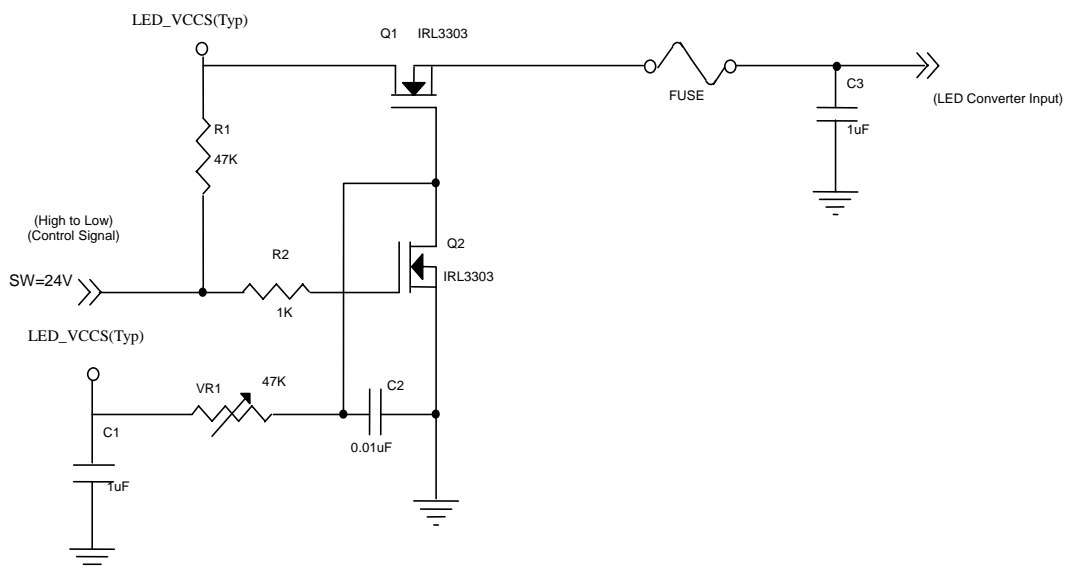 LED_VCCS(Typ)
Q1 IRL3303
FUSE
C3
1uF
(LED Converter Input)
R1
47K
(High to Low)
(Control Signal)
SW=24V
R2
1K
Q2
IRL3303
LED_VCCS(Typ)
VR1
47K
C2
0.01uF
C1
1uF